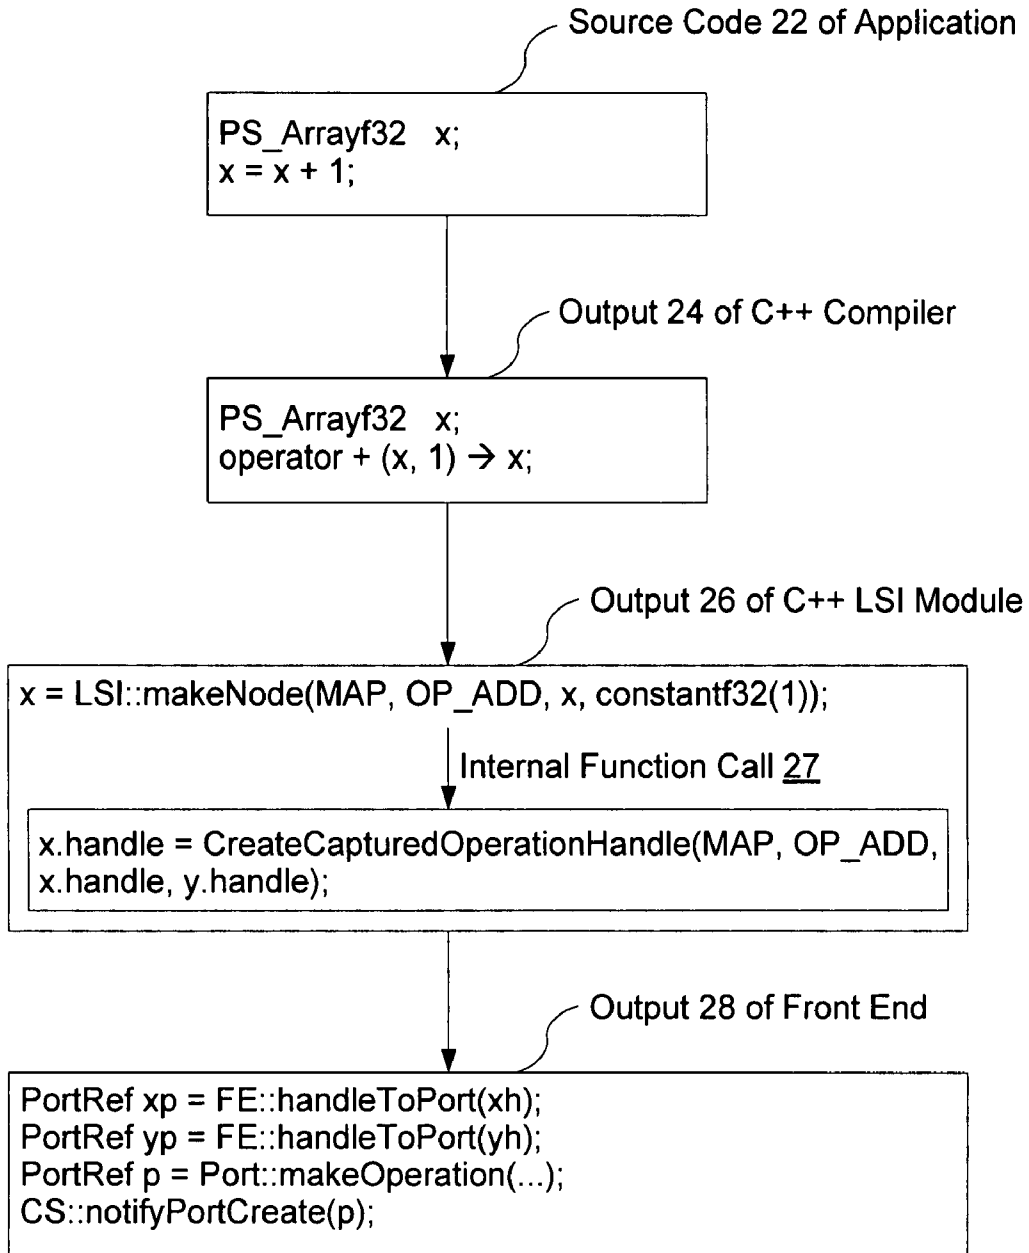 Source Code 22 of Application
PS_Arrayf32 x;
x = x + 1;
Output 24 of C++ Compiler
PS_Arrayf32 x;
operator + (x, 1) → x;
Output 26 of C++ LSI Module
x = LSI::makeNode(MAP, OP_ADD, x, constantf32(1));
Internal Function Call 27
x.handle = CreateCapturedOperationHandle(MAP, OP_ADD,
x.handle, y.handle);
Output 28 of Front End
PortRef xp = FE::handleToPort(xh);
PortRef yp = FE::handleToPort(yh);
PortRef p = Port::makeOperation(...);
CS::notifyPortCreate(p);